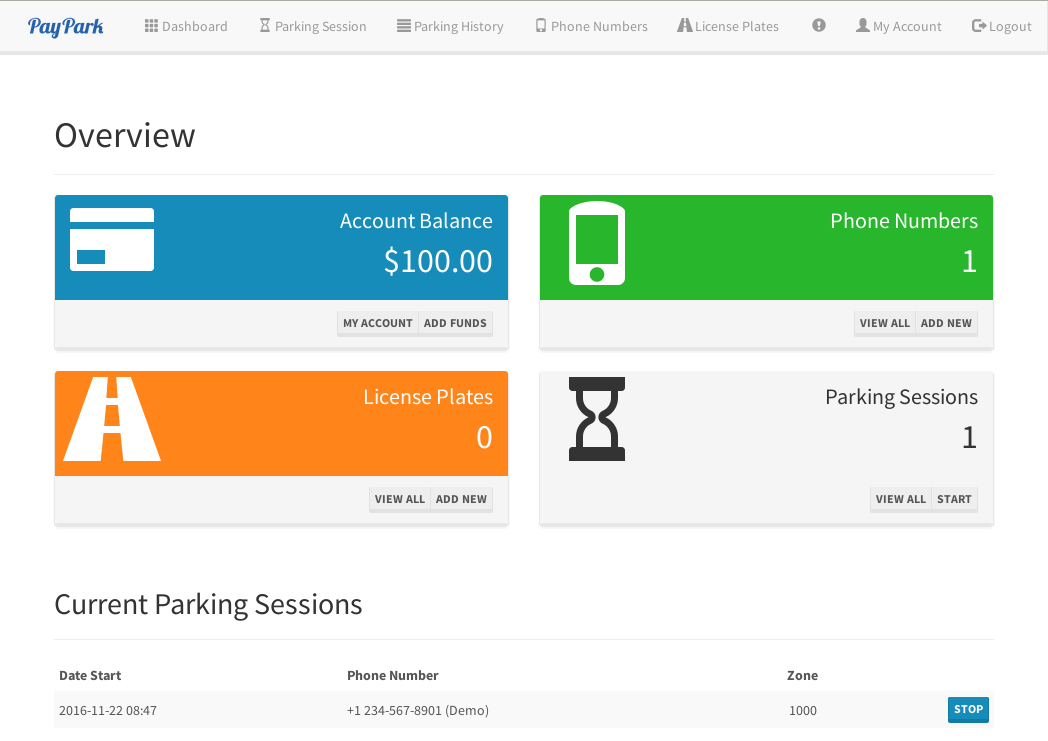 PayPark Dashboard Parking Session Parking History Phone Numbers License Plates My Account Logout
Overview
Account Balance
$100.00
MY ACCOUNT ADD FUNDS
Phone Numbers
1
VIEW ALL ADD NEW
License Plates
0
VIEW ALL ADD NEW
Parking Sessions
1
VIEW ALL START
Current Parking Sessions
Date Start Phone Number Zone
2016-11-22 08:47 +1 234-567-8901 (Demo) 1000 STOP